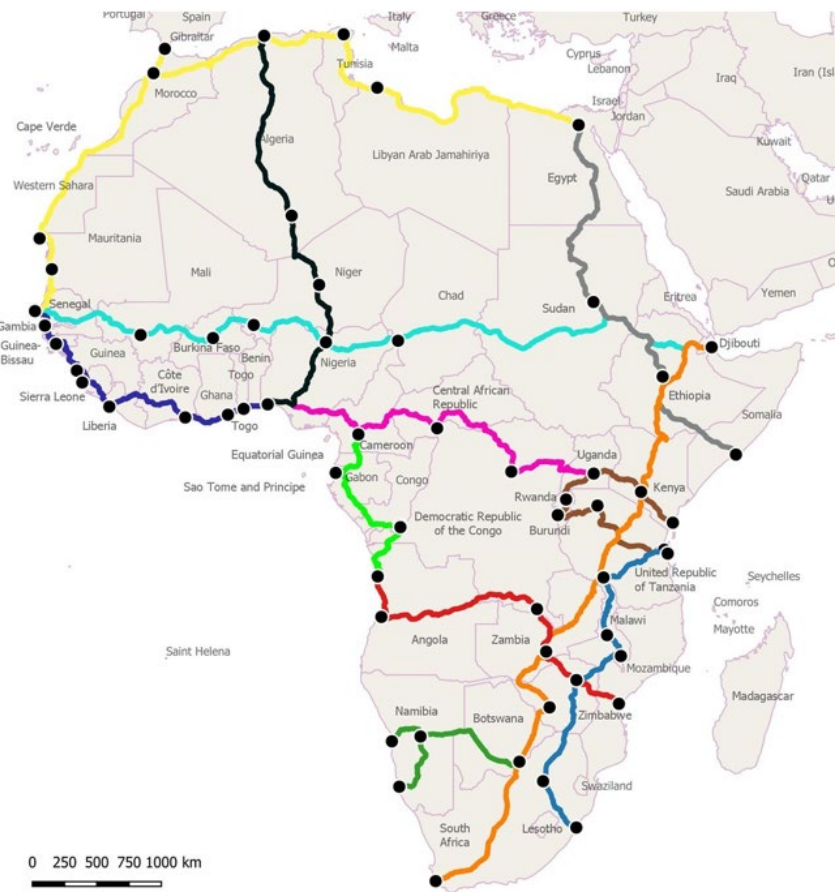 Portugal
Spain
Italy
Greece
Turkey
Gibraltar
Malta
Cyprus
Lebanon
Iraq
Iran (Isl
Tunisia
Israel
Jordan
Morocco
Kuwait
Cape Verde
Algeria
Libyan Arab Jamahiriya
Egypt
Qatar
Western Sahara
Saudi Arabia
Mauritania
Mali
Niger
Chad
Sudan
Eritrea
Yemen
Senegal
Gambia
Guinea-
Bissau
Guinea
Burkina Faso
Benin
Togo
Nigeria
Djibouti
Sierra Leone
Côte
d'Ivoire
Ghana
Central African
Republic
Ethiopia
Somalia
Liberia
Togo
Cameroon
Equatorial Guinea
Uganda
Sao Tome and Principe
Gabon
Congo
Rwanda
Kenya
Democratic Republic
of the Congo
Burundi
United Republic
of Tanzania
Seychelles
Comoros
Mayotte
Angola
Zambia
Malawi
Saint Helena
Mozambique
Madagascar
Namibia
Botswana
Zimbabwe
Swaziland
South
Africa
Lesotho
0 250 500 750 1000 km